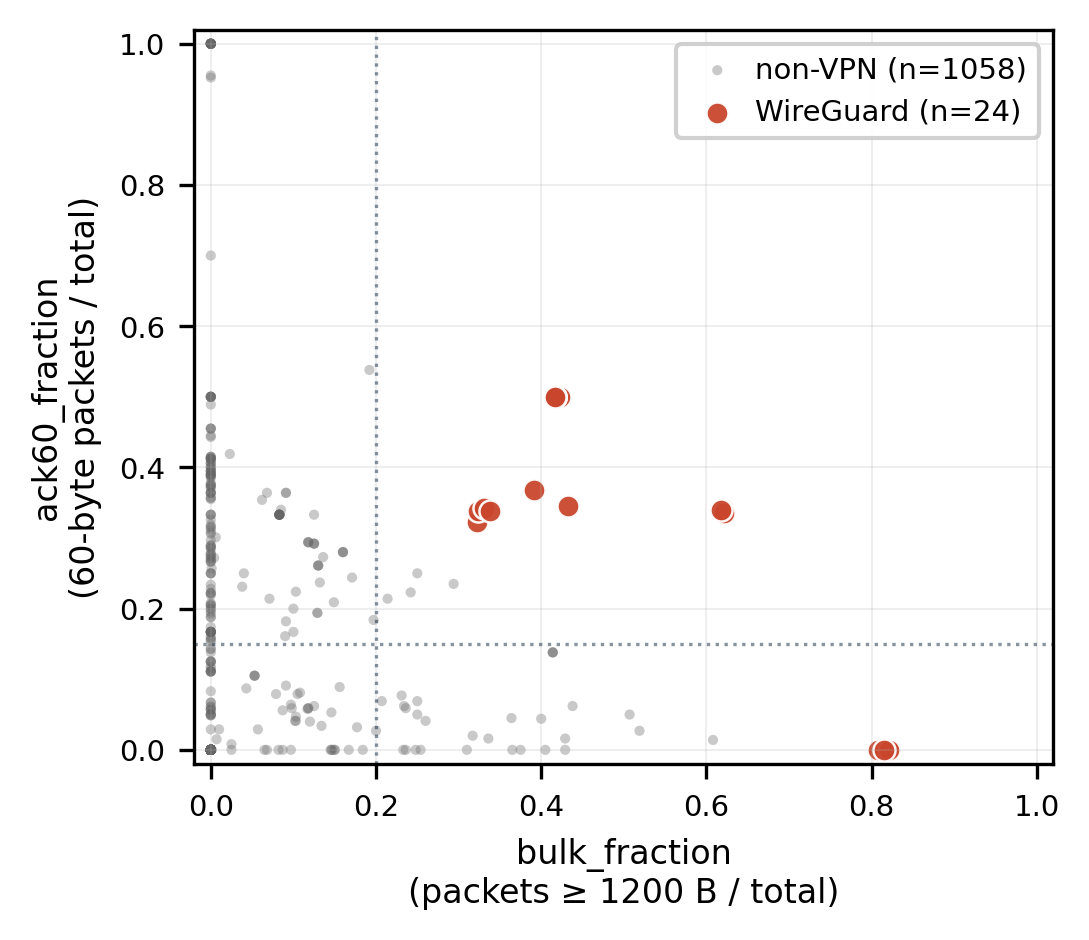 non-VPN (n=1058)
WireGuard (n=24)
ack60_fraction
(60-byte packets / total)
1.0
0.8
0.6
0.4
0.2
0.0
0.0 0.2 0.4 0.6 0.8 1.0
bulk_fraction
(packets ≥ 1200 B / total)